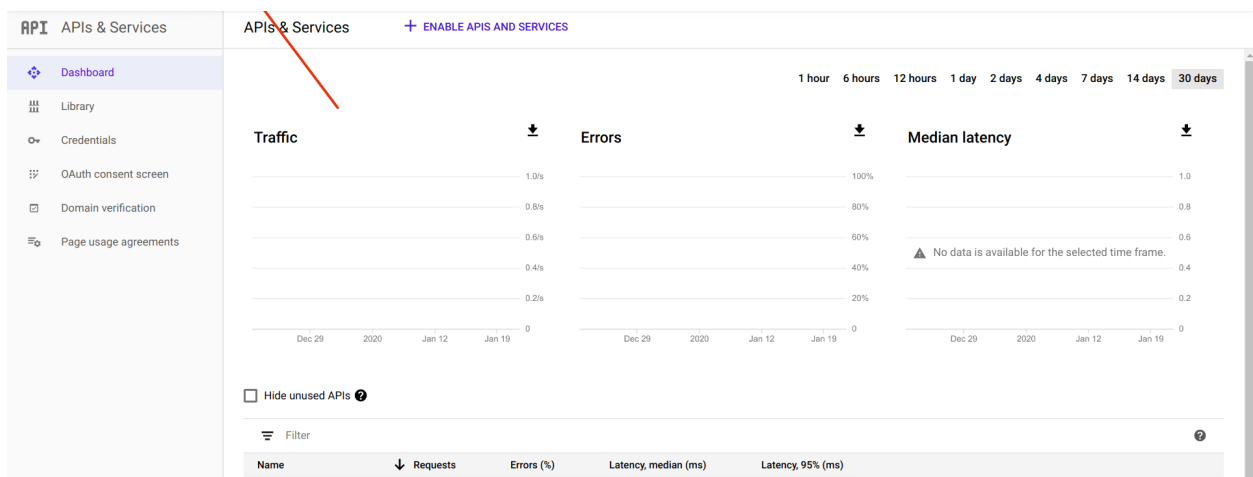 API APIs & Services
APIs & Services
+ ENABLE APIS AND SERVICES
Dashboard
Library
Credentials
OAuth consent screen
Domain verification
Page usage agreements
1 hour 6 hours 12 hours 1 day 2 days 4 days 7 days 14 days 30 days
Traffic
1.0/s
0.8/s
0.6/s
0.4/s
0.2/s
0
Dec 29 2020 Jan 12 Jan 19
Errors
100%
80%
60%
40%
20%
0
Dec 29 2020 Jan 12 Jan 19
Median latency
1.0
0.8
0.6
No data is available for the selected time frame.
0.4
0.2
0
Dec 29 2020 Jan 12 Jan 19
Hide unused APIs
Filter
Name Requests Errors (%) Latency, median (ms) Latency, 95% (ms)